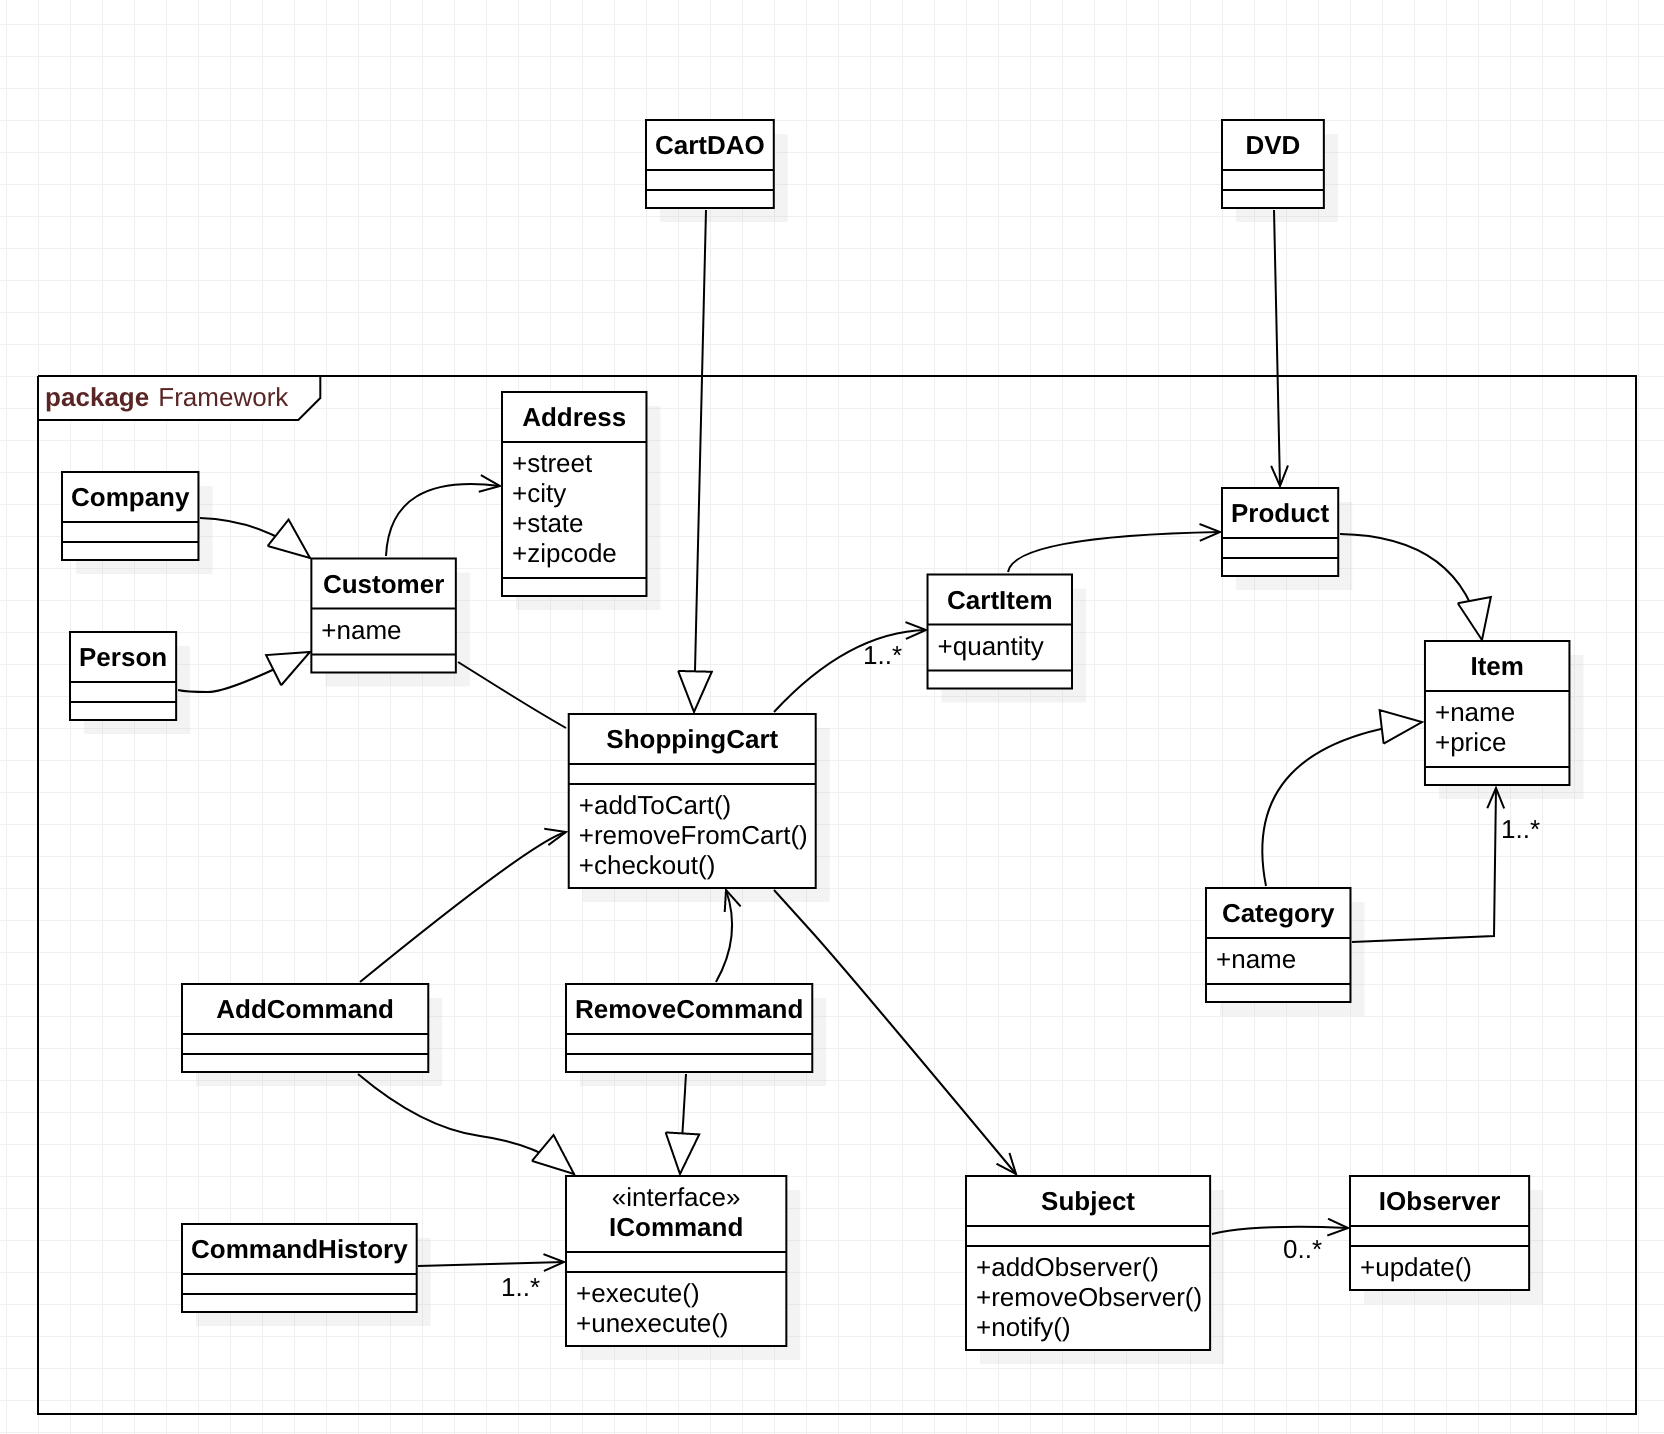 CartDAO
DVD
package Framework
Address
+street
+city
+state
+zipcode
Company
Customer
+name
Person
Product
CartItem
+quantity
1..*
Item
+name
+price
1..*
ShoppingCart
+addToCart()
+removeFromCart()
+checkout()
Category
+name
AddCommand
RemoveCommand
«interface»
ICommand
+execute()
+unexecute()
CommandHistory
1..*
Subject
+addObserver()
+removeObserver()
+notify()
0..*
IObserver
+update()